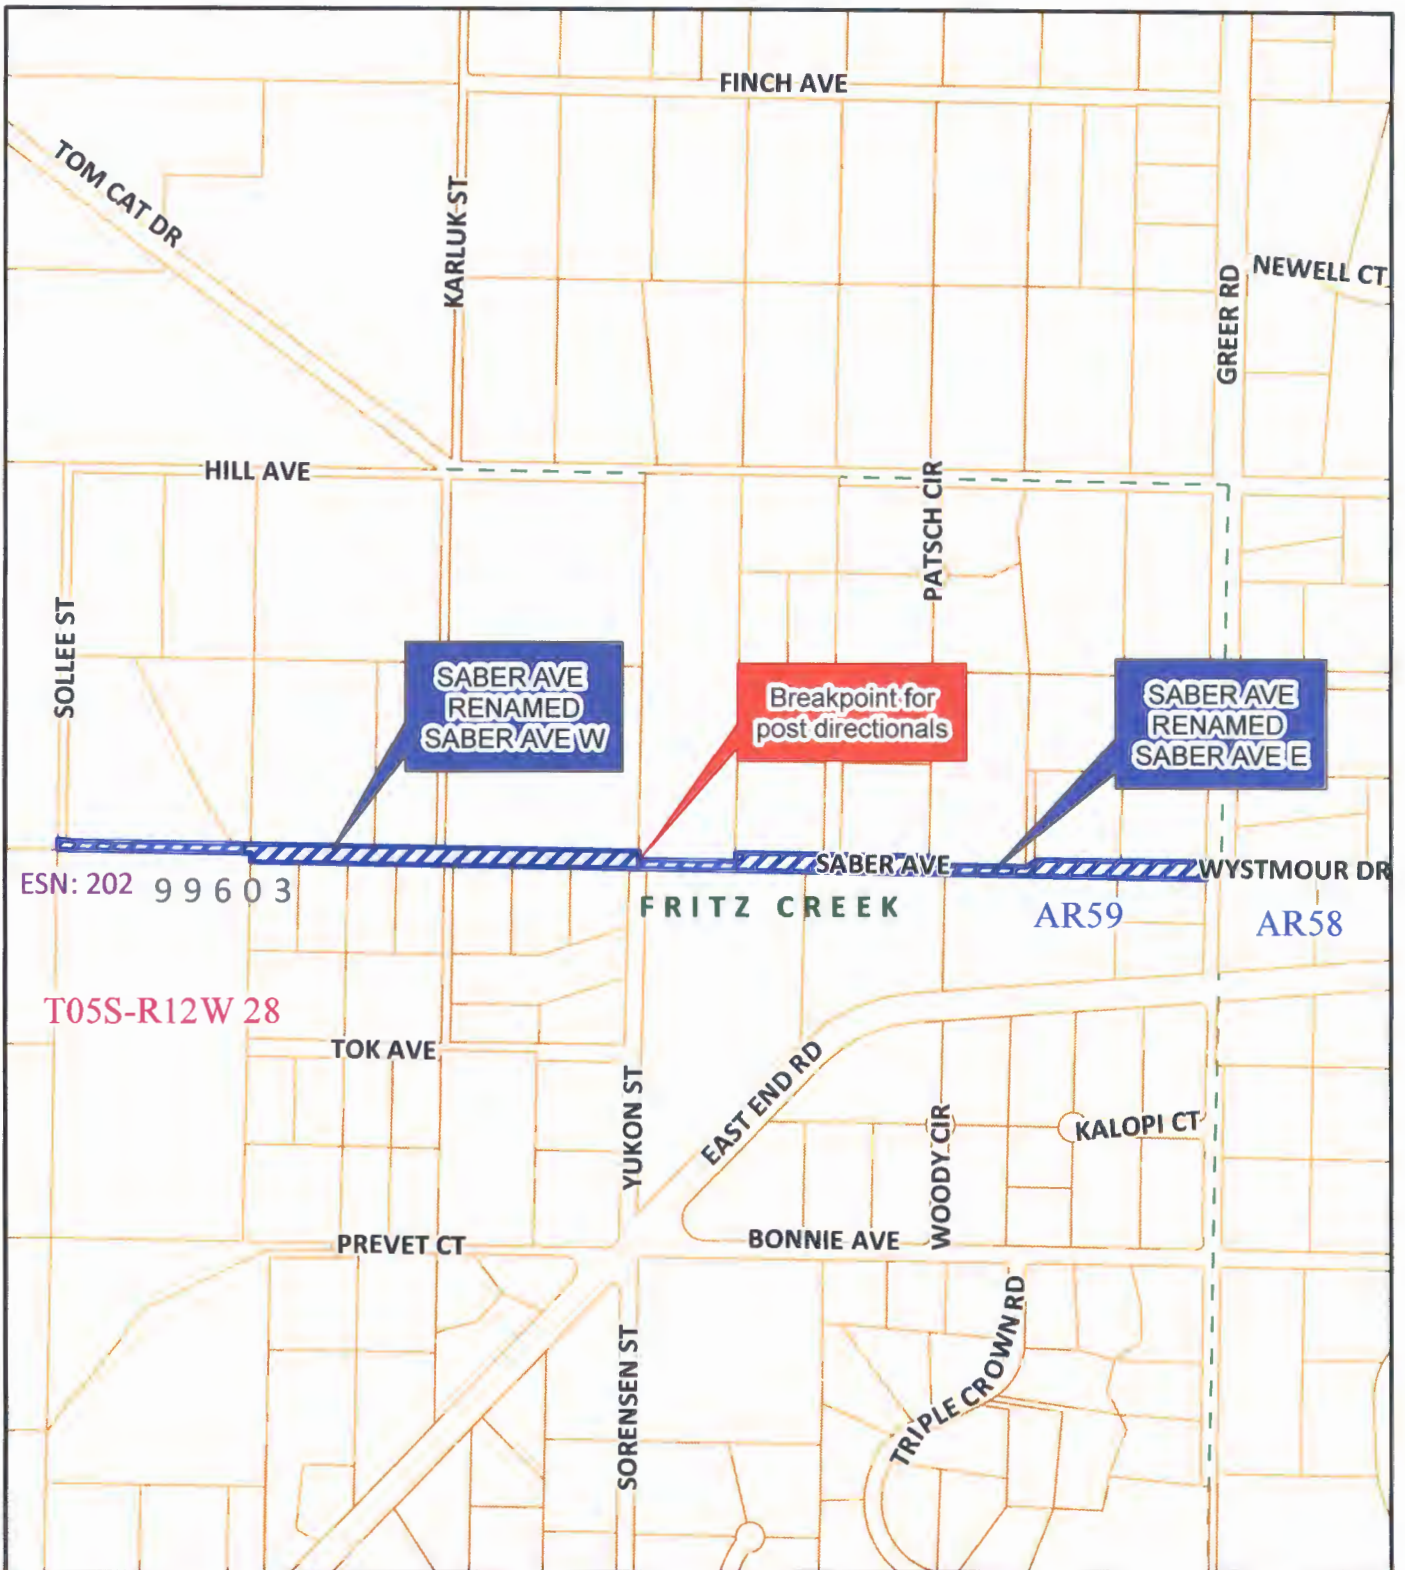 FINCH AVE
TOM CAT DR
KARLUK ST
NEWELL CT
GREER RD
HILL AVE
PATSCH CIR
SOLLEE ST
SABER AVE
RENAMED
SABER AVE W
Breakpoint for
post directionals
SABER AVE
RENAMED
SABER AVE E
SABER AVE
WYSTMOUR DR
ESN: 202
99603
FRITZ CREEK
AR59
AR58
T05S-R12W 28
TOK AVE
YUKON ST
EAST END RD
WOODY CIR
KALOPI CT
PREVET CT
BONNIE AVE
SORENSEN ST
TRIPLE CROWN RD